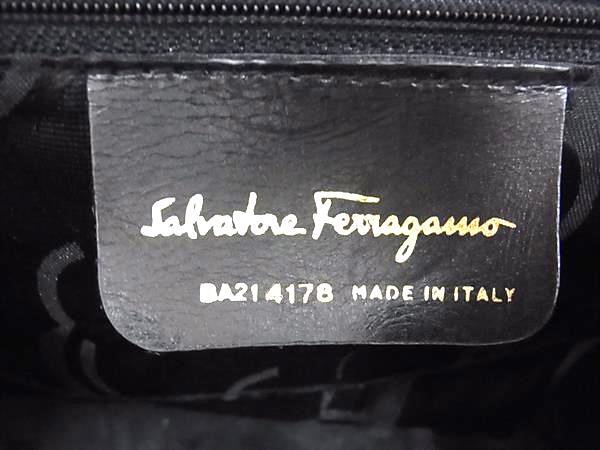 Salvatore Ferragamo
BA21 4178 MADE IN ITALY